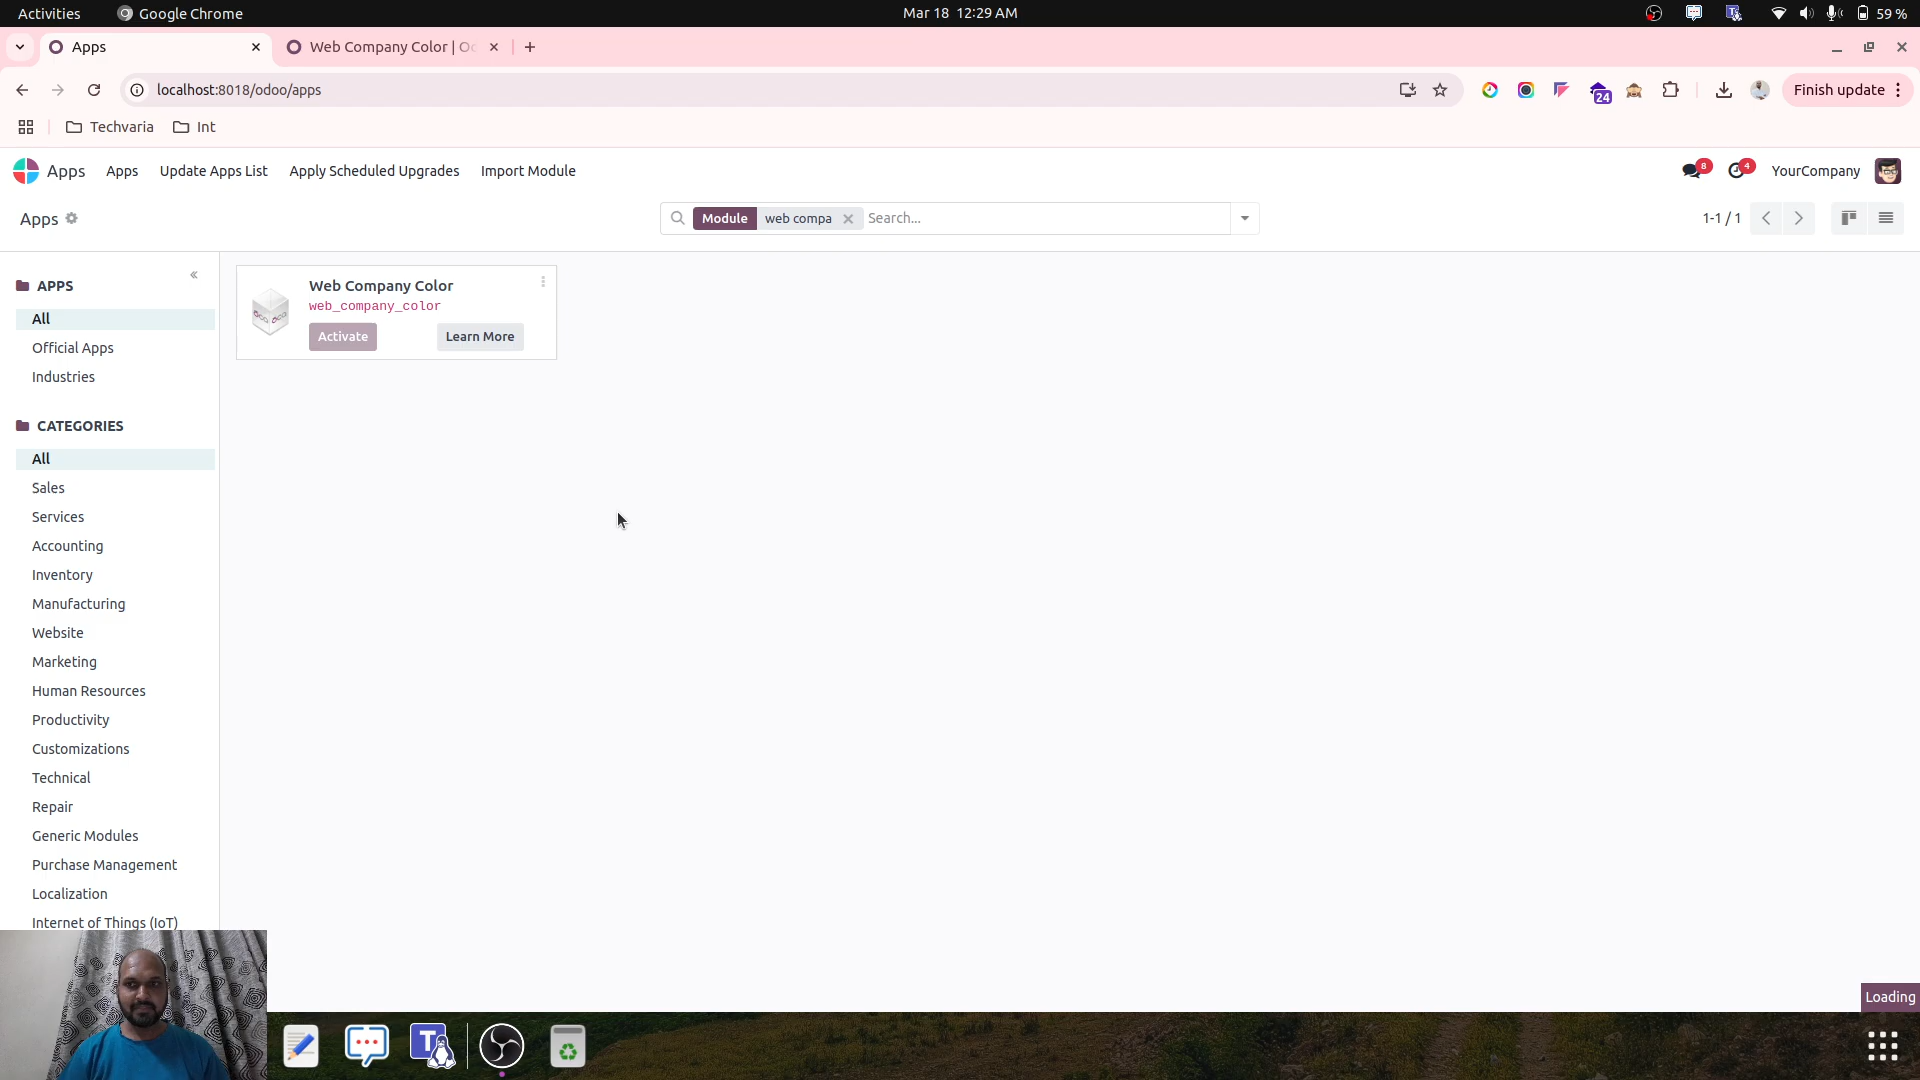 Activities Google Chrome Mar 18 12:29 AM 59 %
Apps Web Company Color | Od
localhost:8018/odoo/apps 24 Finish update
Techvaria Int
Apps Apps Update Apps List Apply Scheduled Upgrades Import Module 8 4 YourCompany
Apps Module web compa Search... 1-1 / 1
APPS
All
Official Apps
Industries
CATEGORIES
All
Sales
Services
Accounting
Inventory
Manufacturing
Website
Marketing
Human Resources
Productivity
Customizations
Technical
Repair
Generic Modules
Purchase Management
Localization
Internet of Things (IoT)
Web Company Color
web_company_color
Activate Learn More
Loading
T